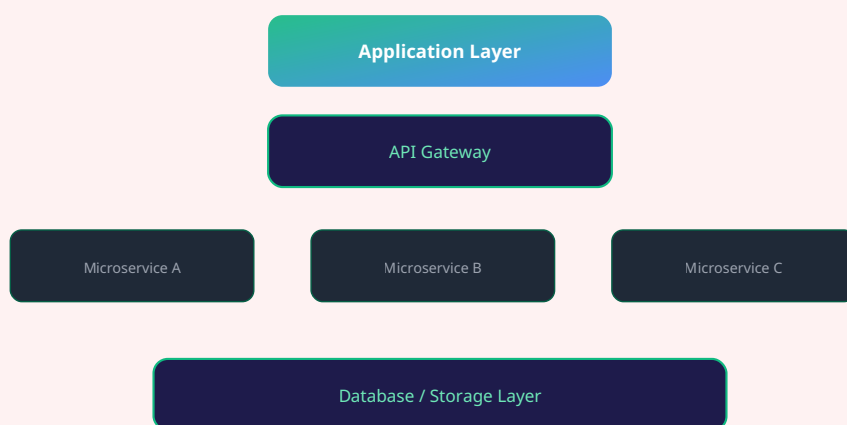 Application Layer
API Gateway
Microservice A
Microservice B
Microservice C
Database / Storage Layer